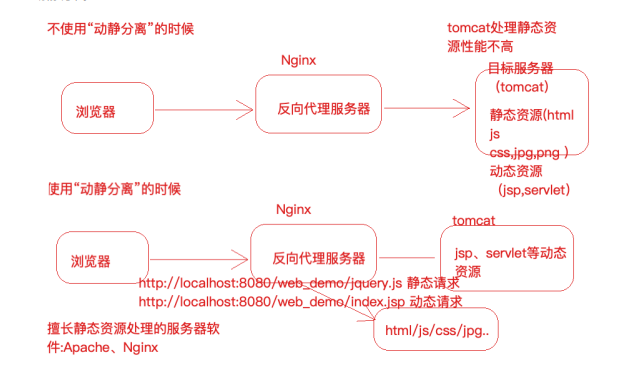 不使用“动静分离”的时候
tomcat处理静态资
源性能不高
Nginx
目标服务器
（tomcat）
浏览器
反向代理服务器
静态资源(html
js
css,jpg,png ）
动态资源
（jsp,servlet）
使用“动静分离”的时候
Nginx
tomcat
浏览器
反向代理服务器
jsp、servlet等动态
资源
http://localhost:8080/web_demo/jquery.js 静态请求
http://localhost:8080/web_demo/index.jsp 动态请求
擅长静态资源处理的服务器软
件:Apache、Nginx
html/js/css/jpg..